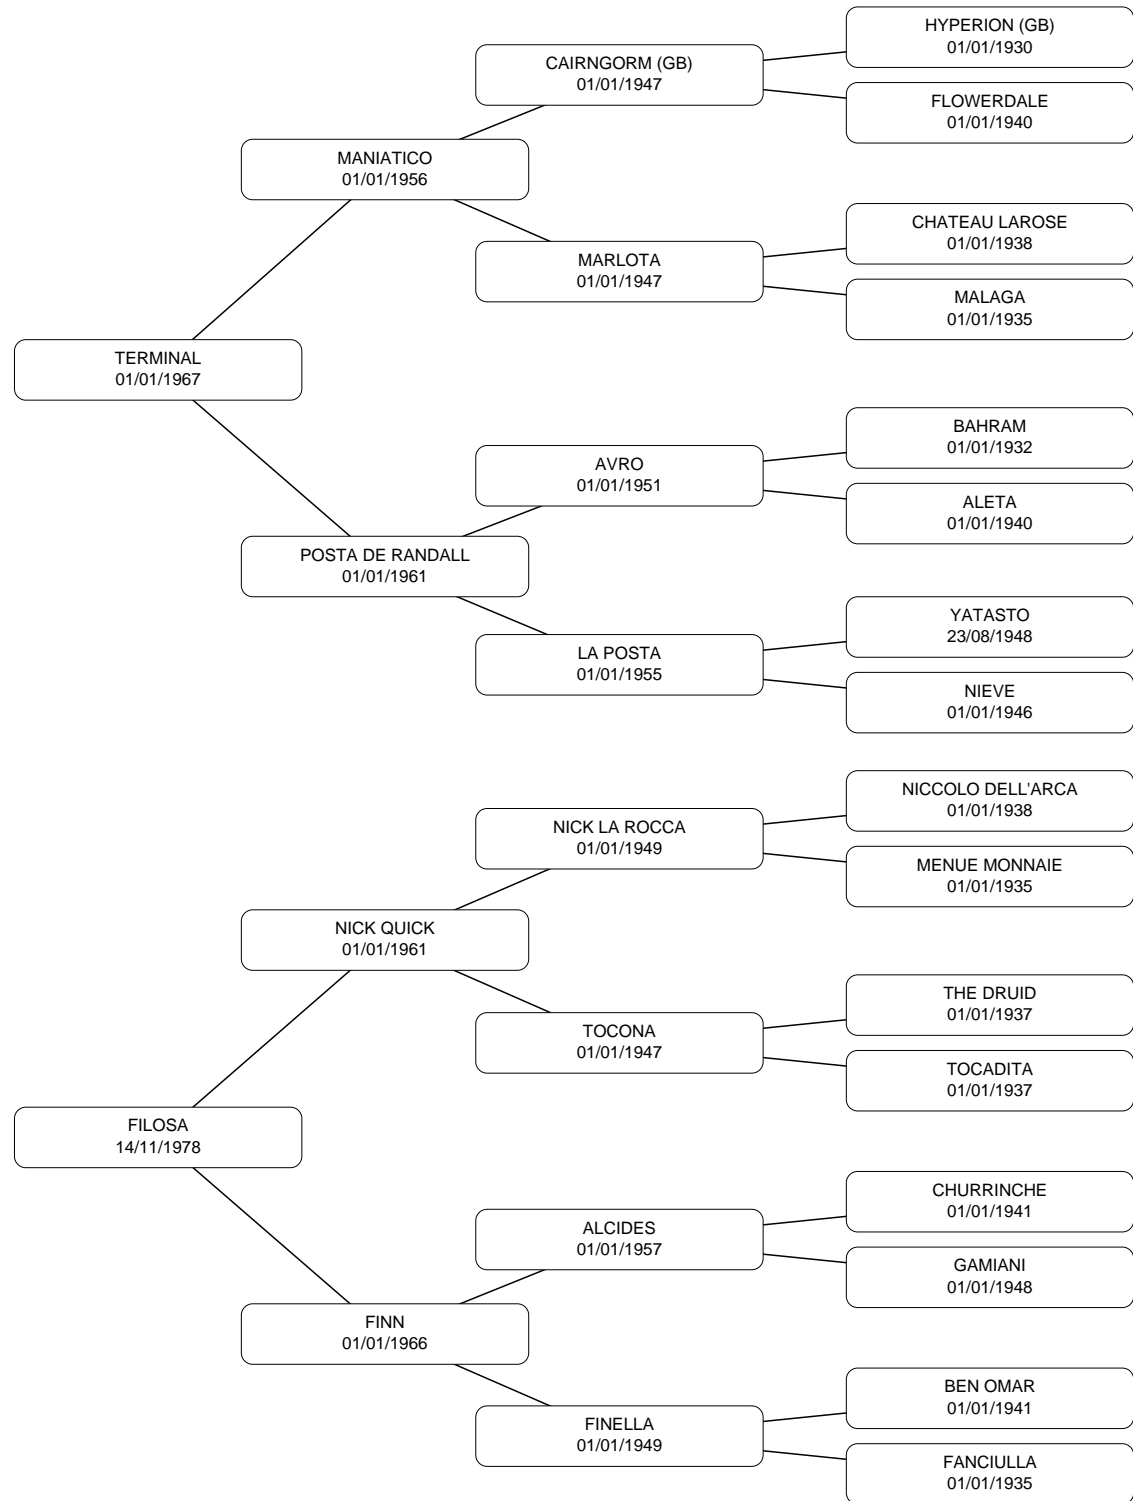 HYPERION (GB)
01/01/1930
CAIRNGORM (GB)
01/01/1947
FLOWERDALE
01/01/1940
MANIATICO
01/01/1956
CHATEAU LAROSE
01/01/1938
MARLOTA
01/01/1947
MALAGA
01/01/1935
TERMINAL
01/01/1967
BAHRAM
01/01/1932
AVRO
01/01/1951
ALETA
01/01/1940
POSTA DE RANDALL
01/01/1961
YATASTO
23/08/1948
LA POSTA
01/01/1955
NIEVE
01/01/1946
NICCOLO DELL'ARCA
01/01/1938
NICK LA ROCCA
01/01/1949
MENUE MONNAIE
01/01/1935
NICK QUICK
01/01/1961
THE DRUID
01/01/1937
TOCONA
01/01/1947
TOCADITA
01/01/1937
FILOSA
14/11/1978
CHURRINCHE
01/01/1941
ALCIDES
01/01/1957
GAMIANI
01/01/1948
FINN
01/01/1966
BEN OMAR
01/01/1941
FINELLA
01/01/1949
FANCIULLA
01/01/1935